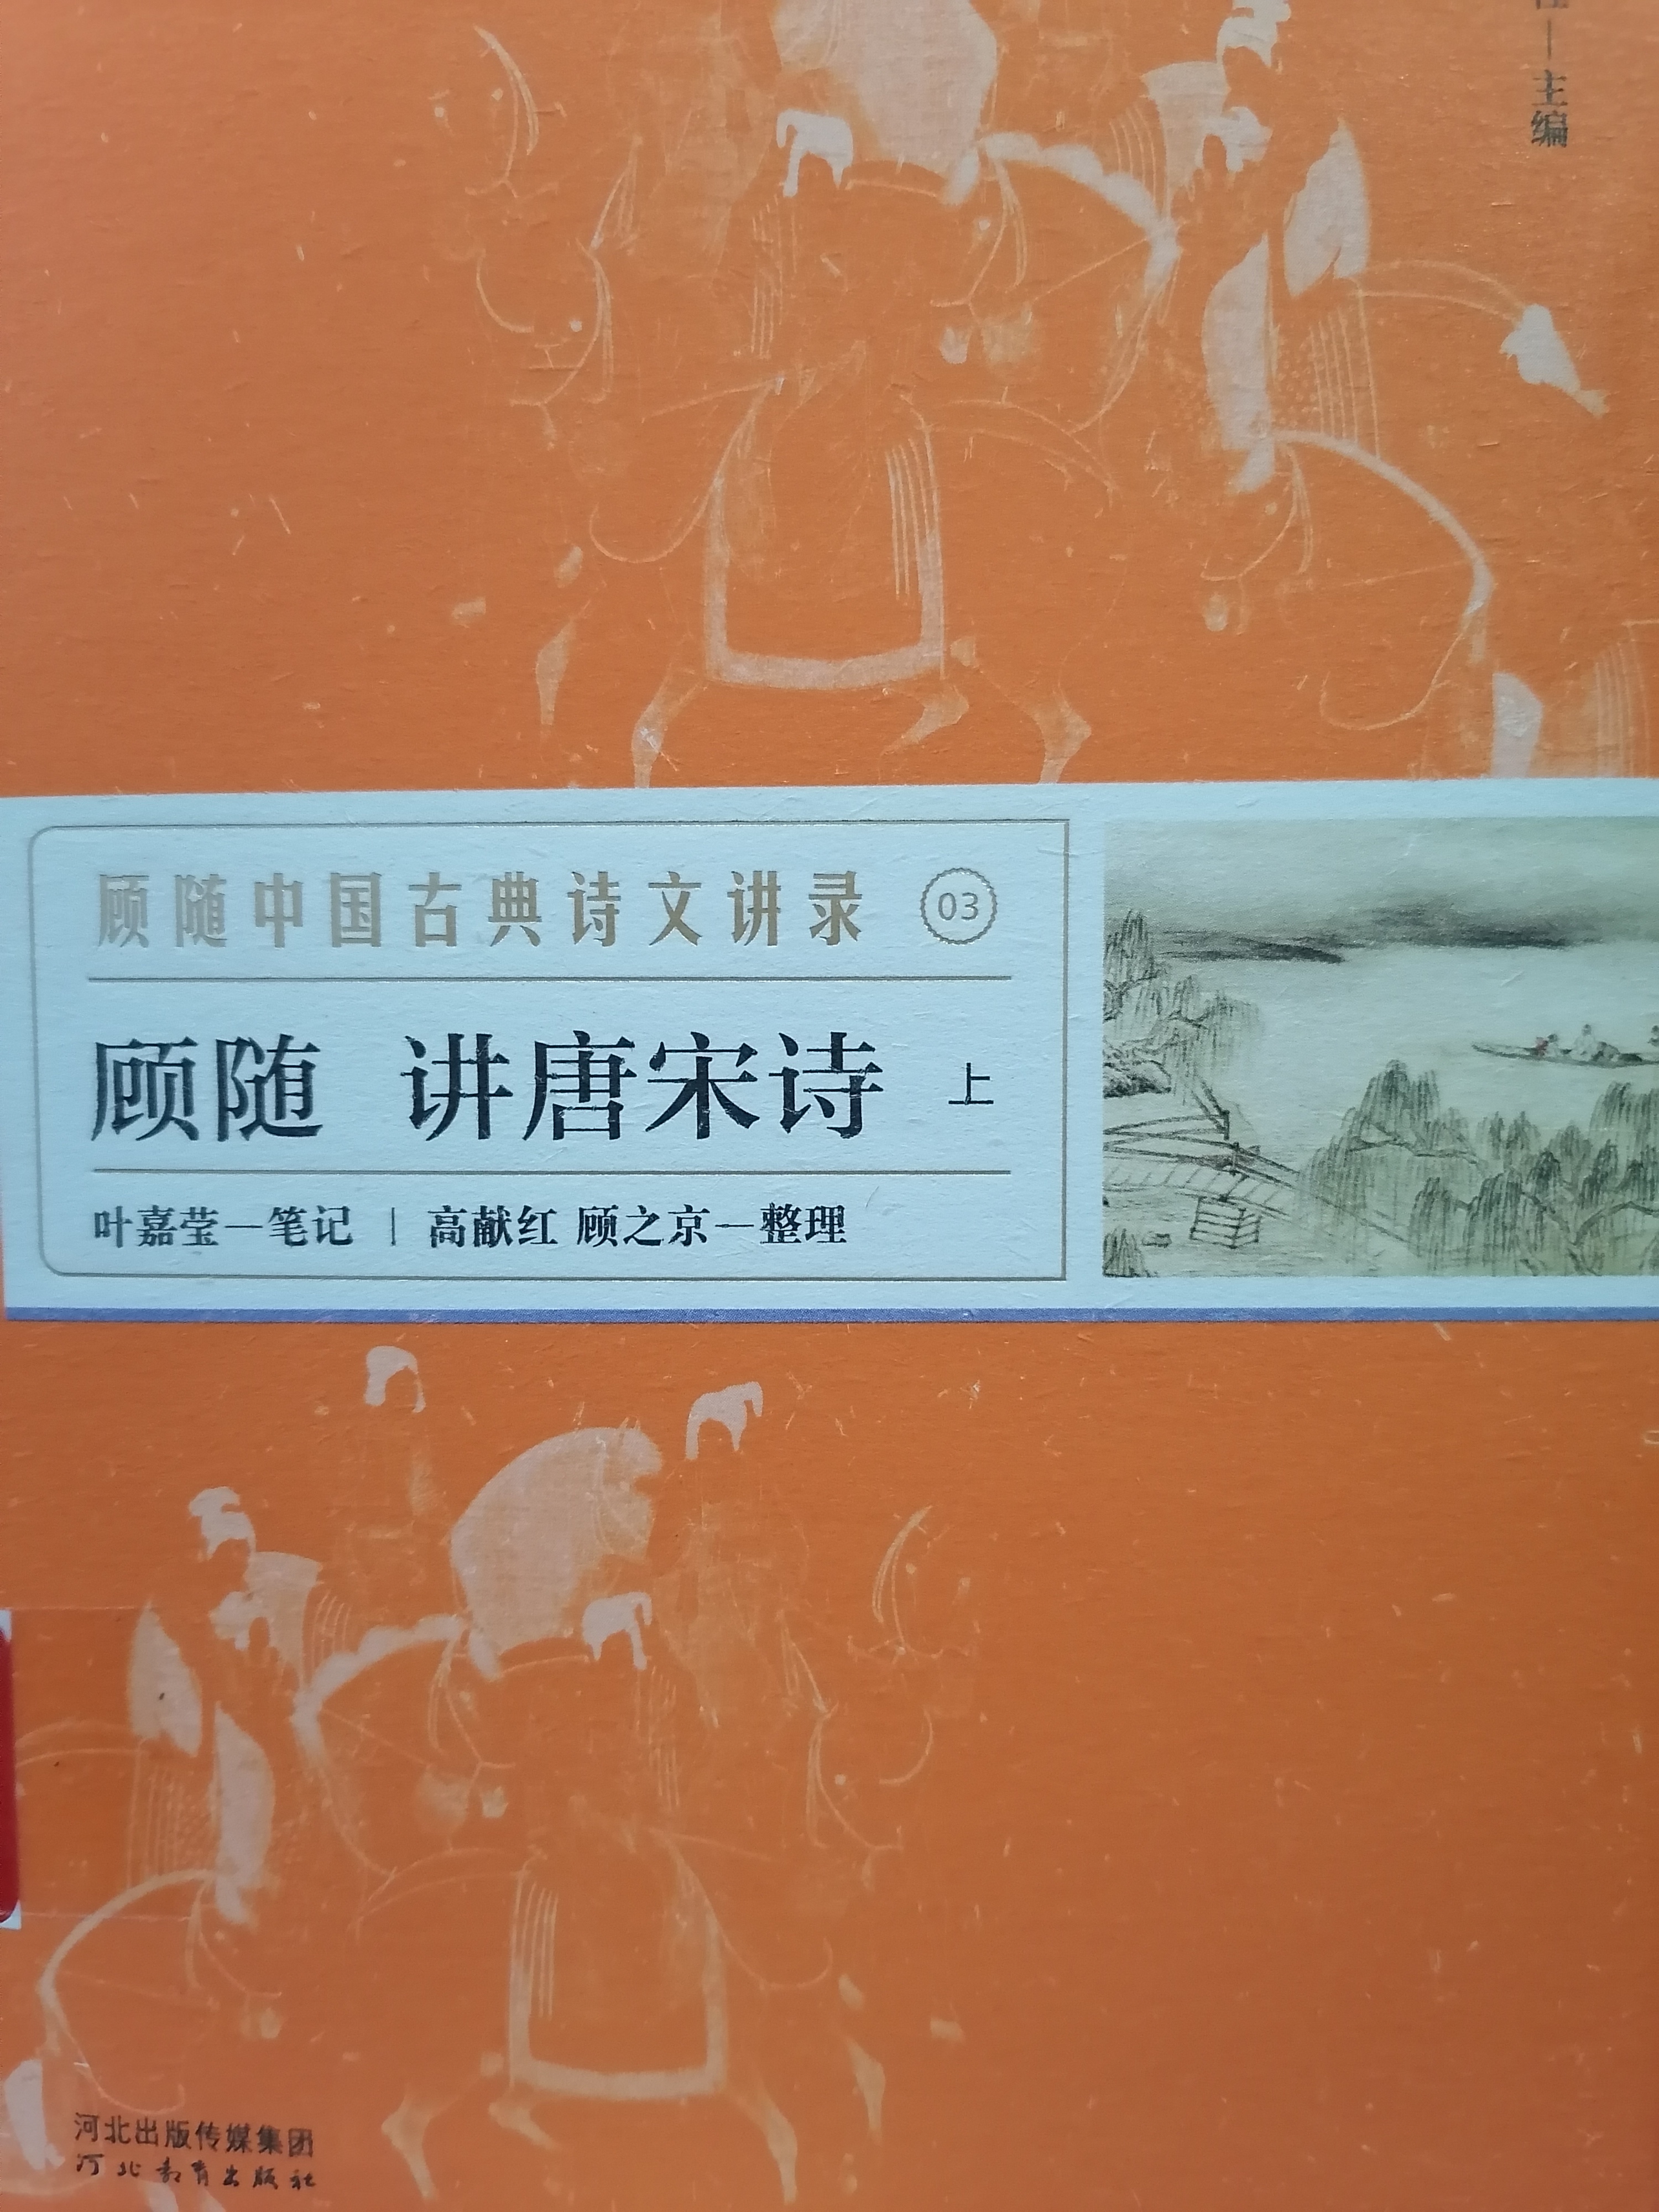 主编
顾随中国古典诗文讲录 03
顾随 讲唐宋诗 上
叶嘉莹—笔记 | 高献红 顾之京—整理
河北出版传媒集团
河北教育出版社